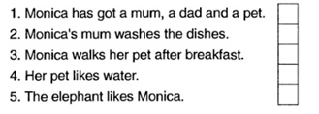 1. Monica has got a mum, a dad and a pet.
2. Monica's mum washes the dishes.
3. Monica walks her pet after breakfast.
4. Her pet likes water.
5. The elephant likes Monica.